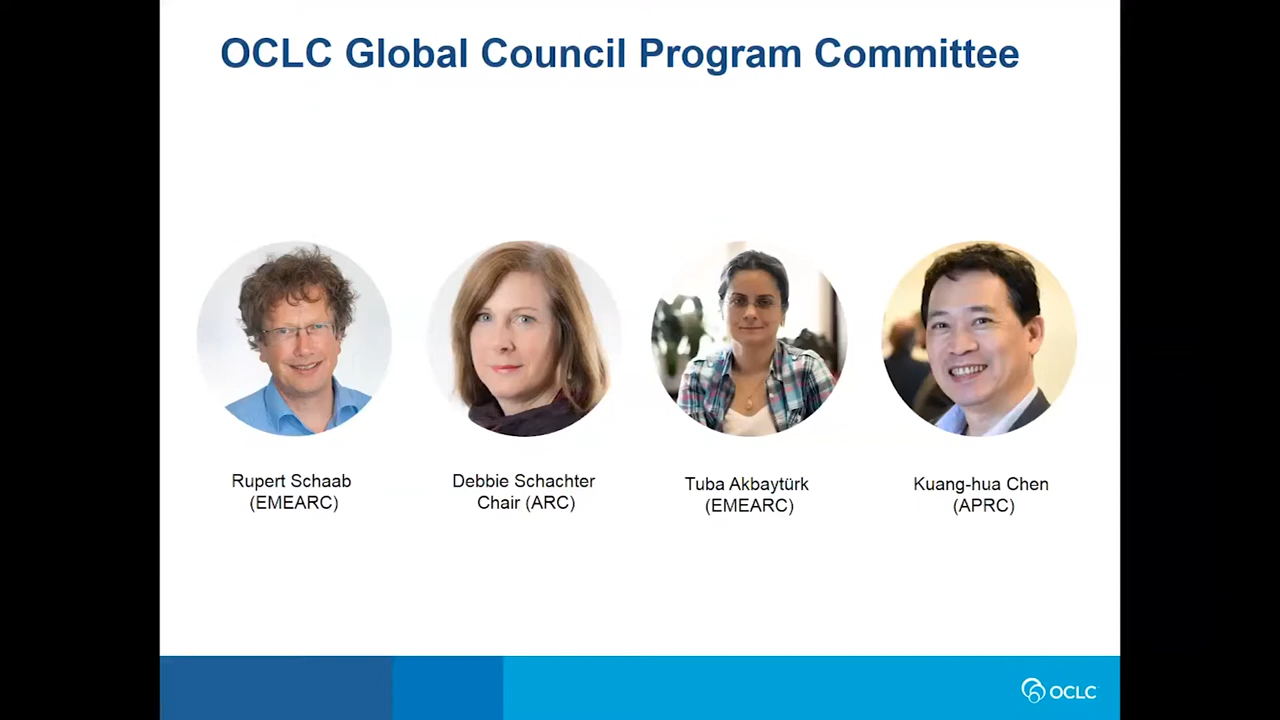 OCLC Global Council Program Committee
Rupert Schaab
(EMEARC)
Debbie Schachter
Chair (ARC)
Tuba Akbaytürk
(EMEARC)
Kuang-hua Chen
(APRC)
OCLC